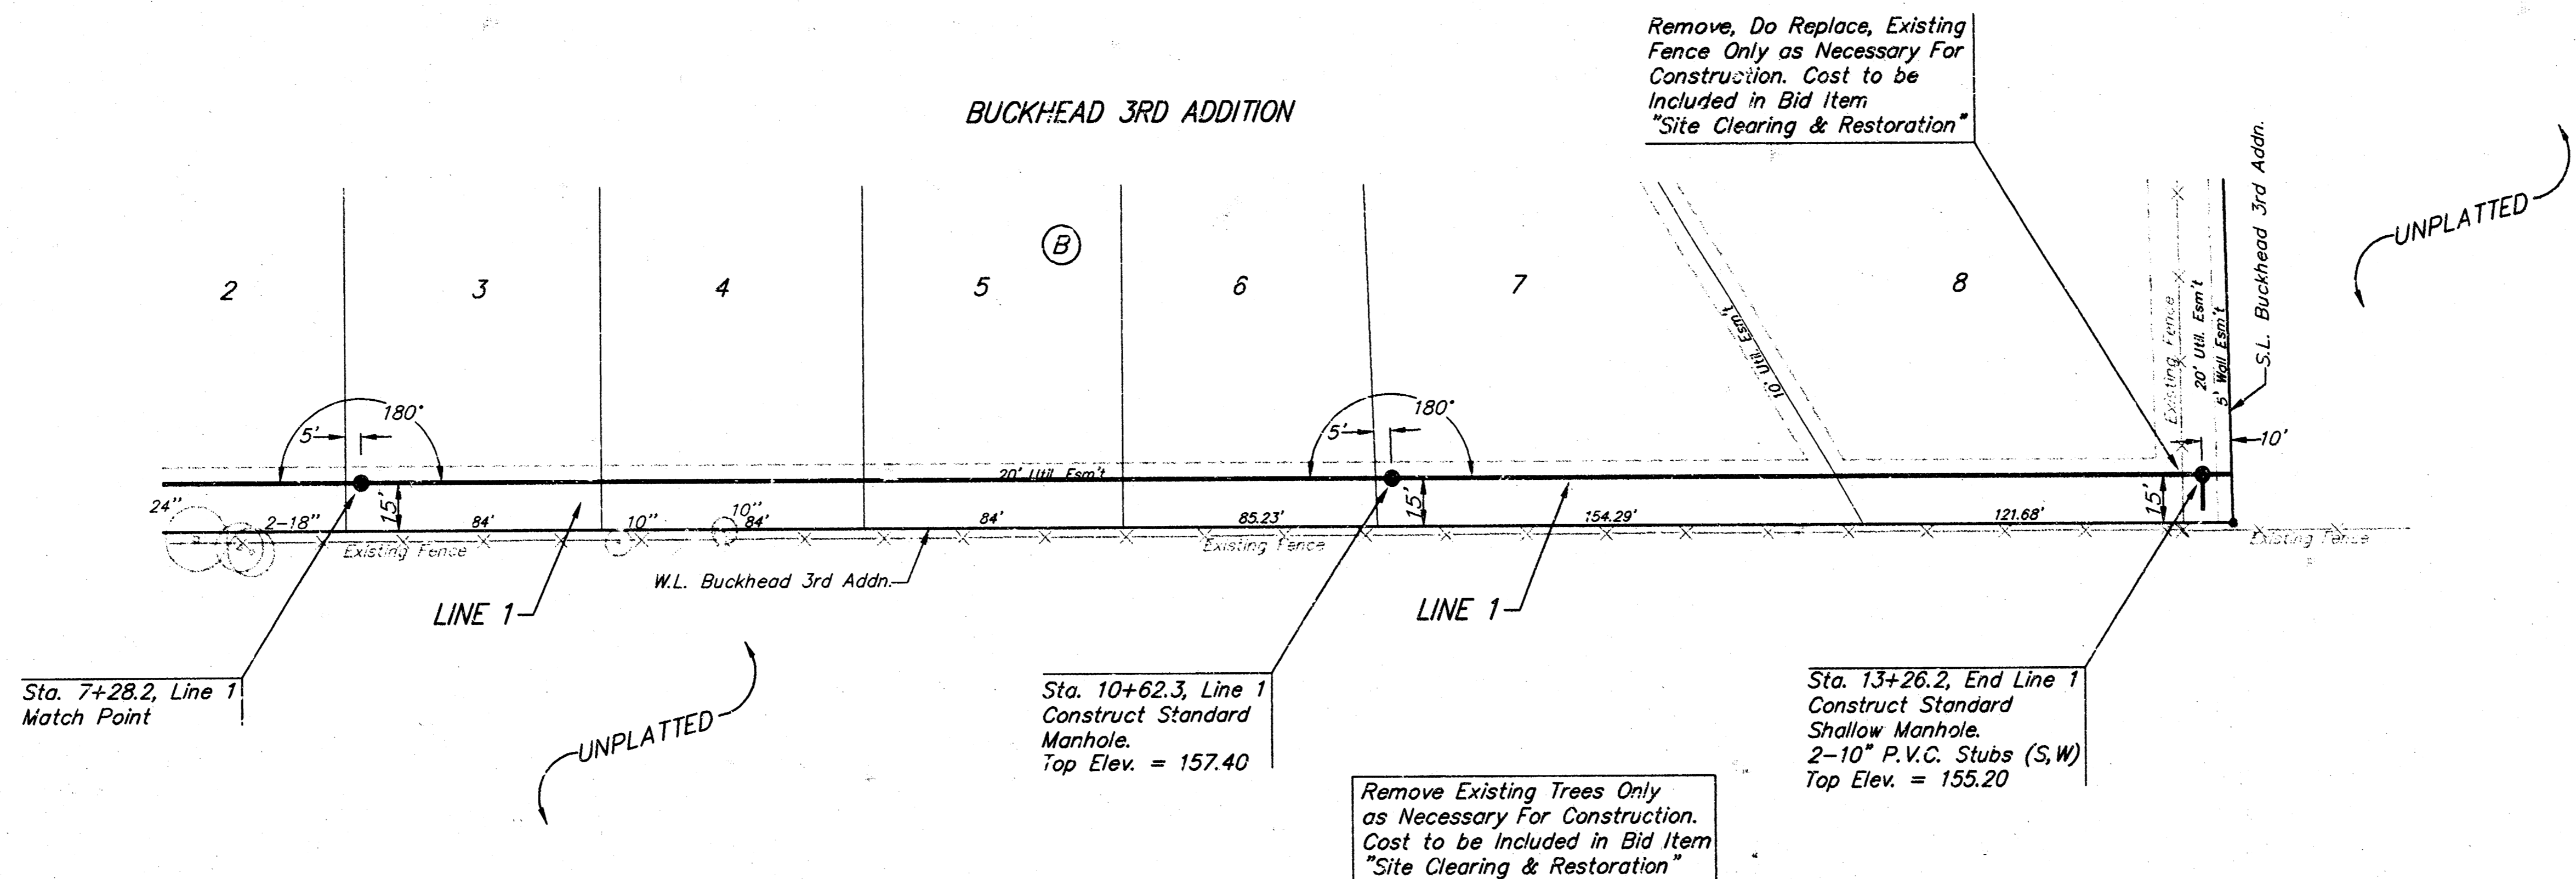 Remove, Do Replace, Existing
Fence Only as Necessary For
Construction. Cost to be
Included in Bid Item
"Site Clearing & Restoration"
BUCKHEAD 3RD ADDITION
S.L. Buckhead 3rd Addn.
UNPLATTED
B
2
3
4
5
6
7
8
10' Util. Esm't
Existing Fence
20' Util. Esm't
5' Wall Esm't
180°
5'
180°
5'
10'
20' Util. Esm't
24"
2-18"
15'
84'
10"
10"
84'
84'
85.23'
15'
154.29'
121.68'
15'
Existing Fence
Existing Fence
Existing Fence
W.L. Buckhead 3rd Addn.
LINE 1
LINE 1
Sta. 7+28.2, Line 1
Match Point
UNPLATTED
Sta. 10+62.3, Line 1
Construct Standard
Manhole.
Top Elev. = 157.40
Sta. 13+26.2, End Line 1
Construct Standard
Shallow Manhole.
2-10" P.V.C. Stubs (S,W)
Top Elev. = 155.20
Remove Existing Trees Only
as Necessary For Construction.
Cost to be Included in Bid Item
"Site Clearing & Restoration"